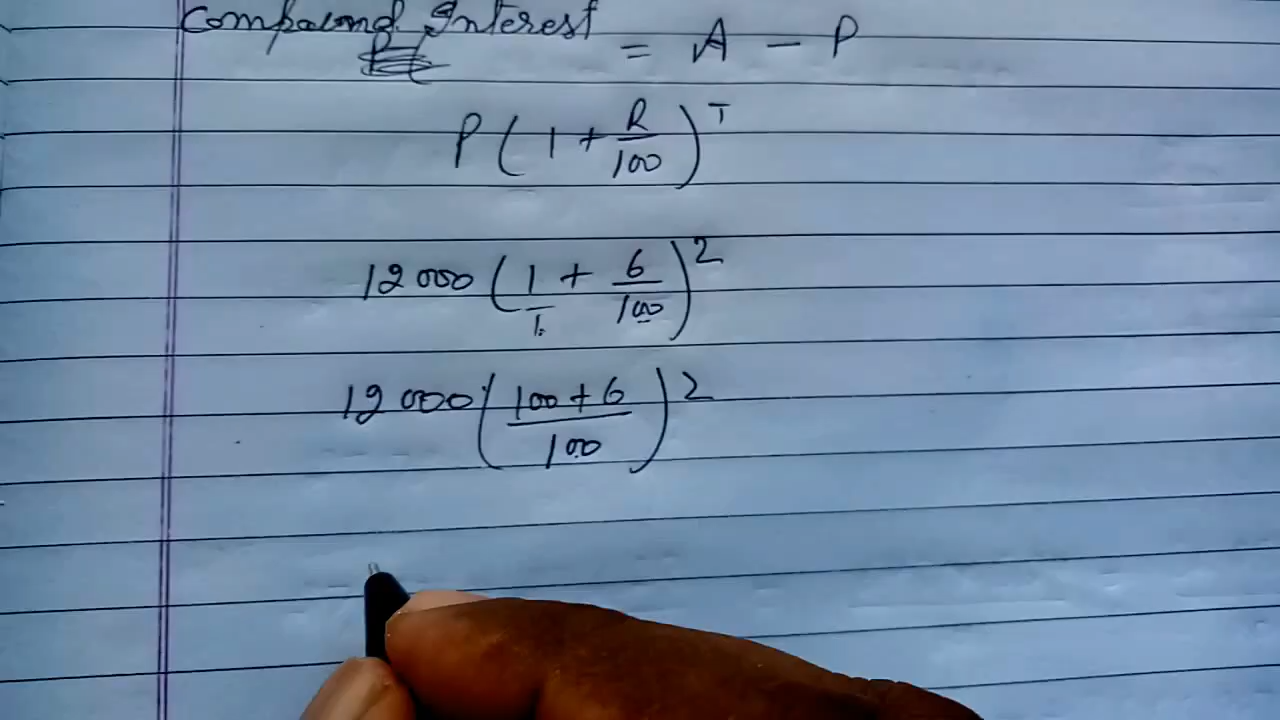 Compound Interest = A - P
P(1 + R/100)^T
12000(1/1 + 6/100)^2
12000((100+6)/100)^2